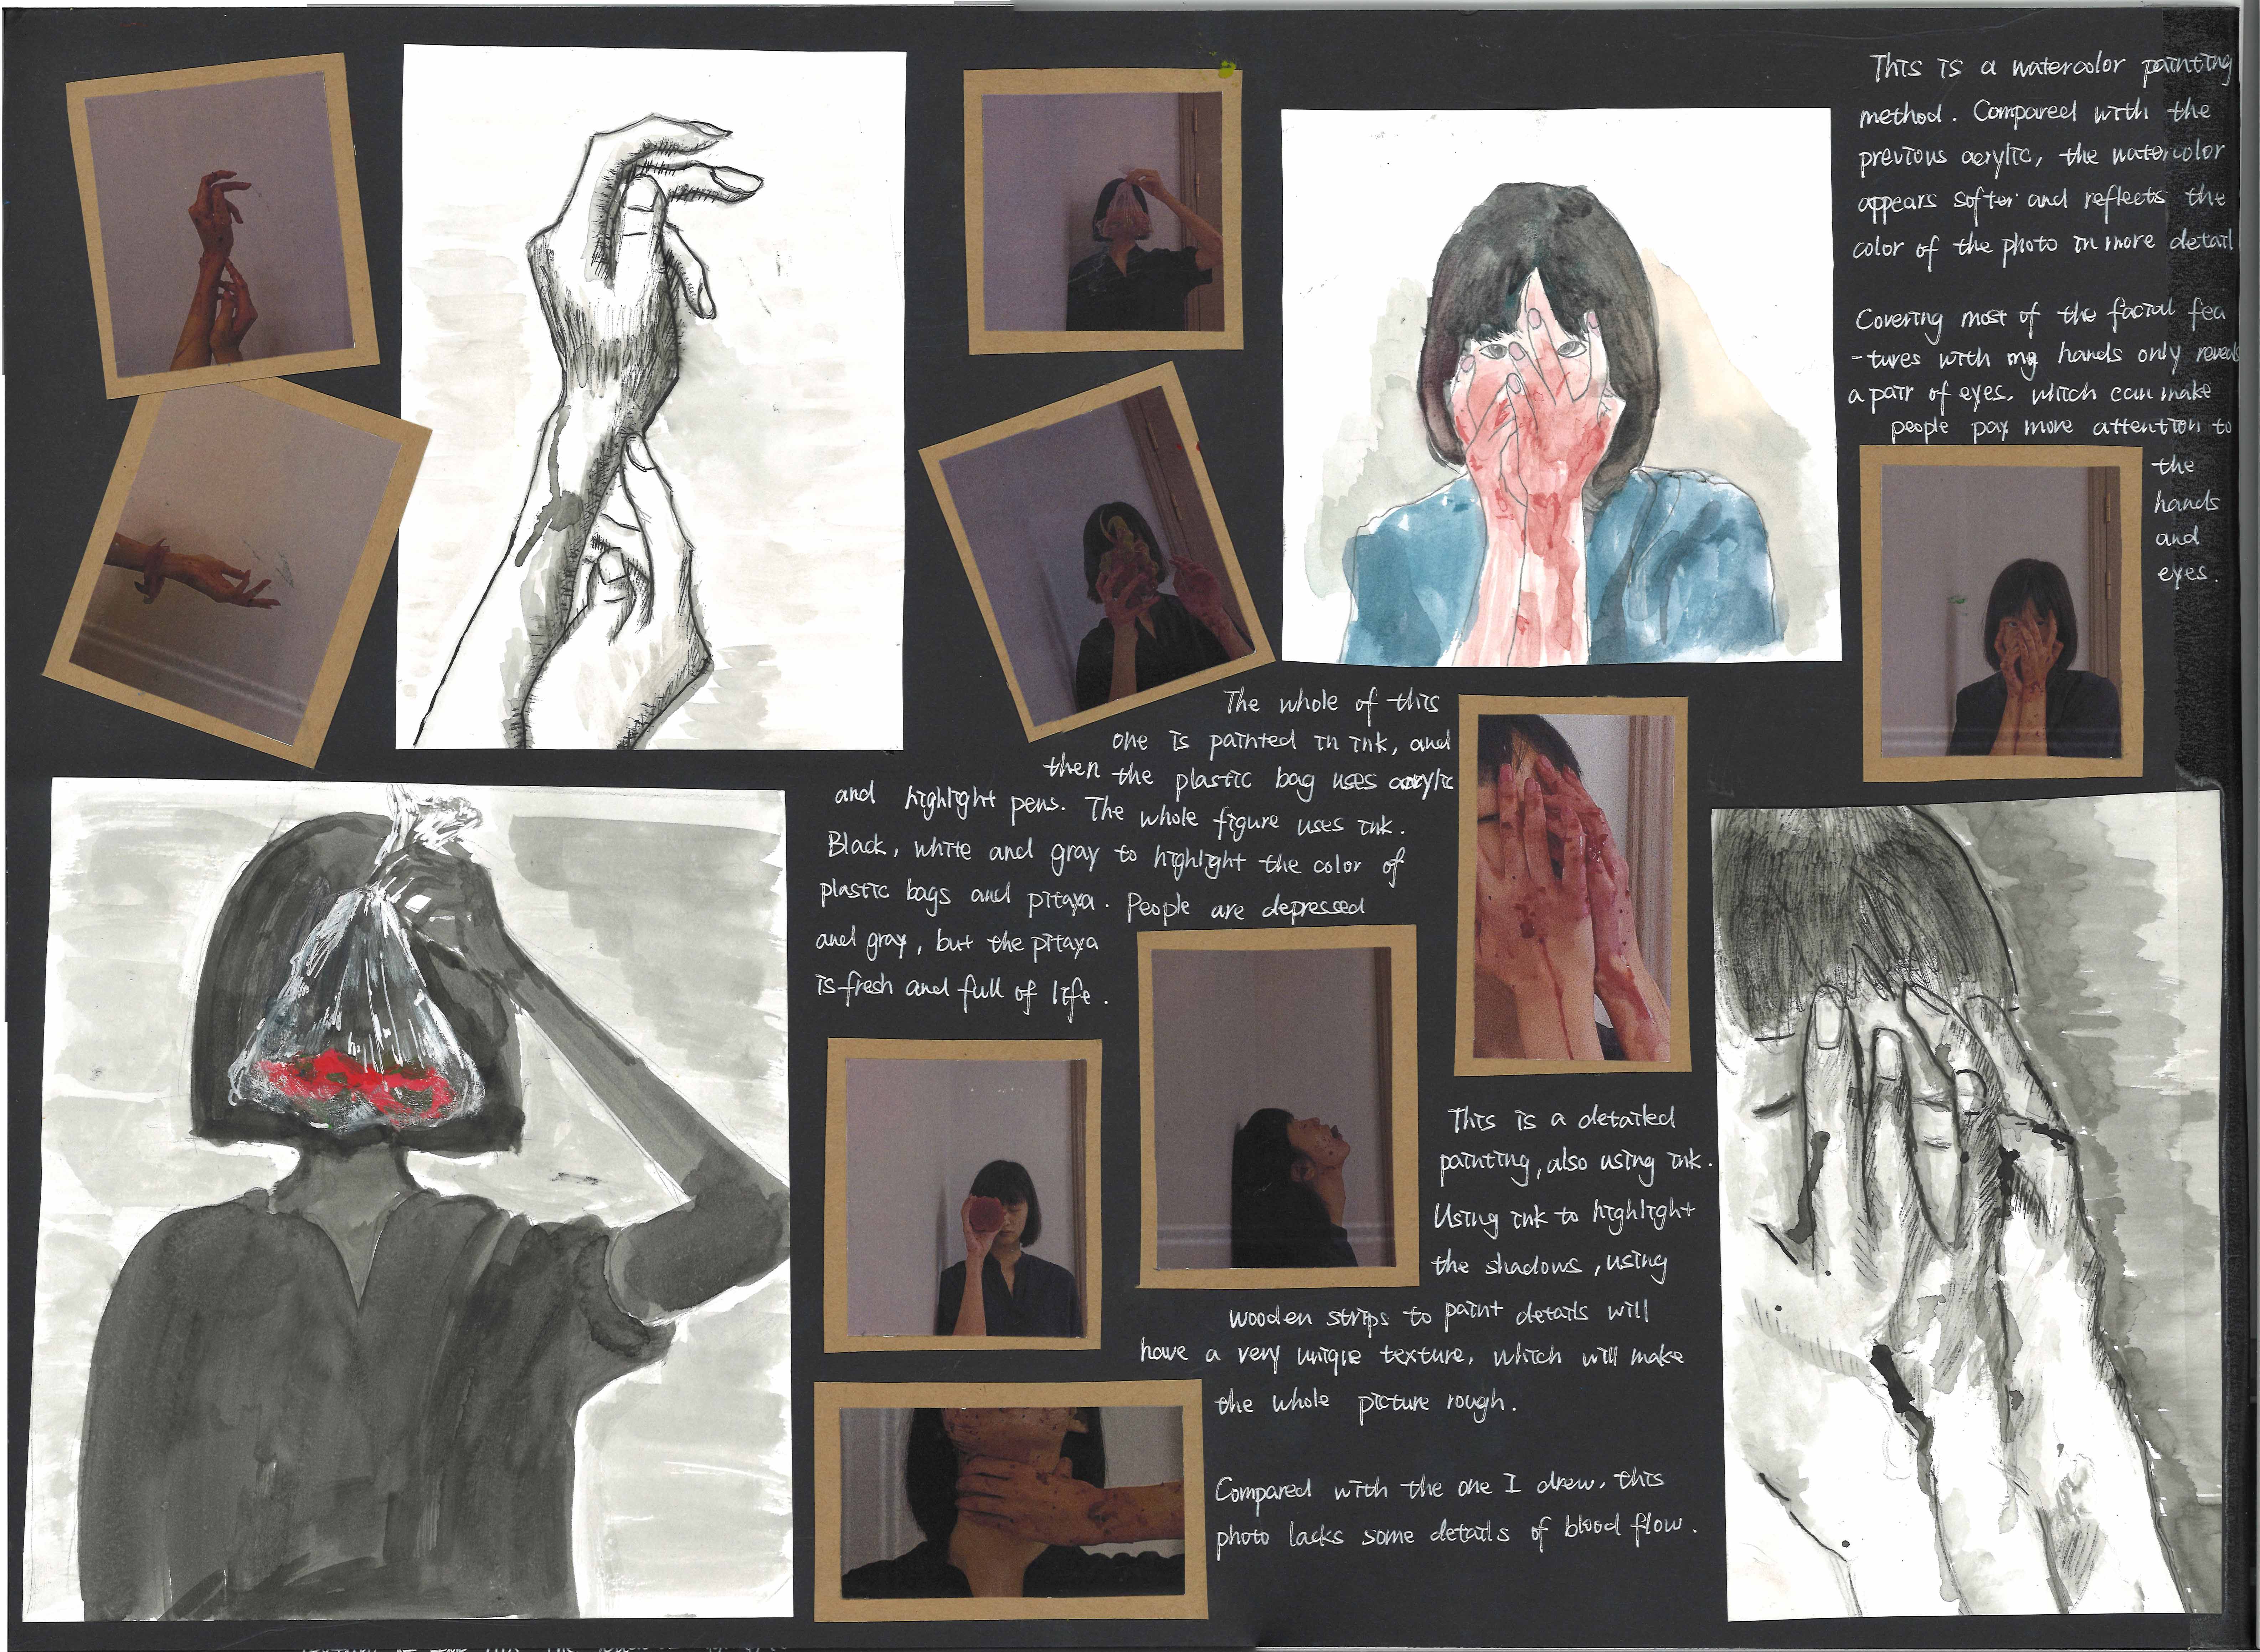 This is a watercolor painting
method. Compared with the
previous acrylic, the watercolor
appears softer and reflects the
color of the photo in more detail
Covering most of the facial fea
-tures with my hands only reveals
a pair of eyes, which can make
people pay more attention to
the
hands
and
eyes.
The whole of this
one is painted in ink, and
then the plastic bag uses acrylic
and highlight pens. The whole figure uses ink.
Black, white and gray to highlight the color of
plastic bags and pitaya. People are depressed
and gray, but the pitaya
is fresh and full of life.
This is a detailed
painting, also using ink.
Using ink to highlight
the shadows, using
wooden strips to paint details will
have a very unique texture, which will make
the whole picture rough.
Compared with the one I drew, this
photo lacks some details of blood flow.